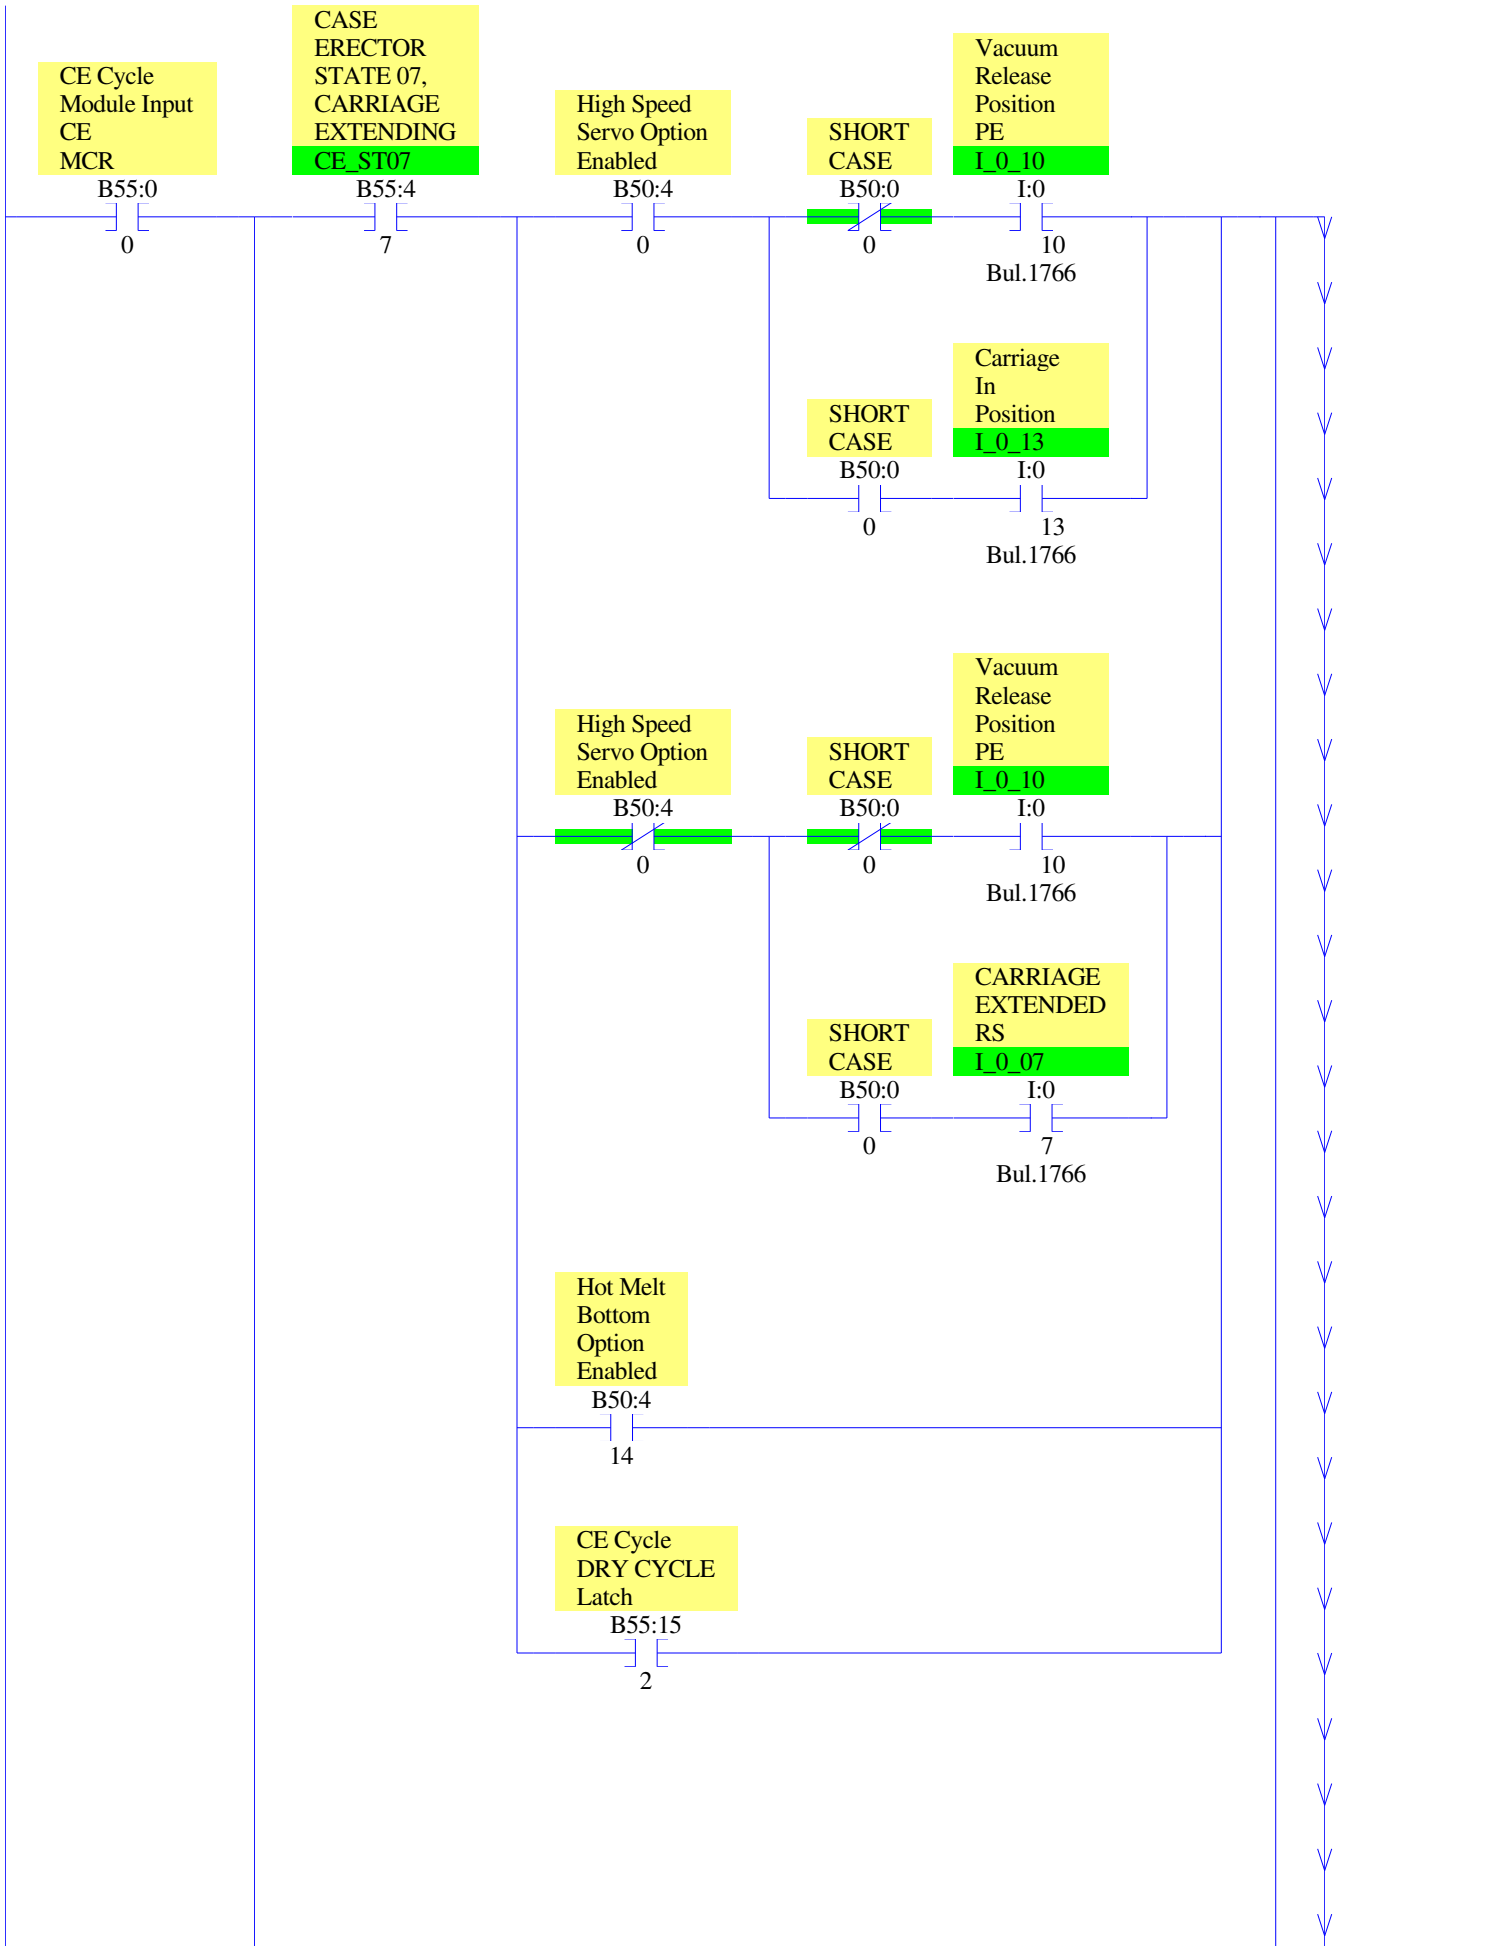 CE Cycle
Module Input
CE
MCR
B55:0
0
CASE
ERECTOR
STATE 07,
CARRIAGE
EXTENDING
CE_ST07
B55:4
7
High Speed
Servo Option
Enabled
B50:4
0
SHORT
CASE
B50:0
0
Vacuum
Release
Position
PE
I_0_10
I:0
10
Bul.1766
SHORT
CASE
B50:0
0
Carriage
In
Position
I_0_13
I:0
13
Bul.1766
High Speed
Servo Option
Enabled
B50:4
0
SHORT
CASE
B50:0
0
Vacuum
Release
Position
PE
I_0_10
I:0
10
Bul.1766
SHORT
CASE
B50:0
0
CARRIAGE
EXTENDED
RS
I_0_07
I:0
7
Bul.1766
Hot Melt
Bottom
Option
Enabled
B50:4
14
CE Cycle
DRY CYCLE
Latch
B55:15
2